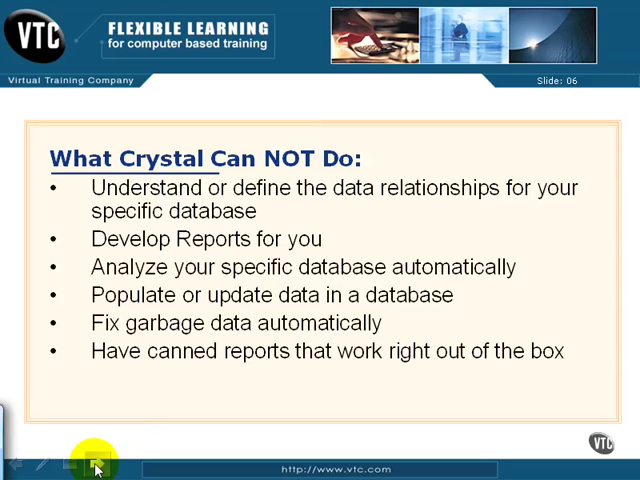 VTC
FLEXIBLE LEARNING
for computer based training
Virtual Training Company
Slide: 06
What Crystal Can NOT Do:
• Understand or define the data relationships for your
specific database
• Develop Reports for you
• Analyze your specific database automatically
• Populate or update data in a database
• Fix garbage data automatically
• Have canned reports that work right out of the box
VTC
http://www.vtc.com